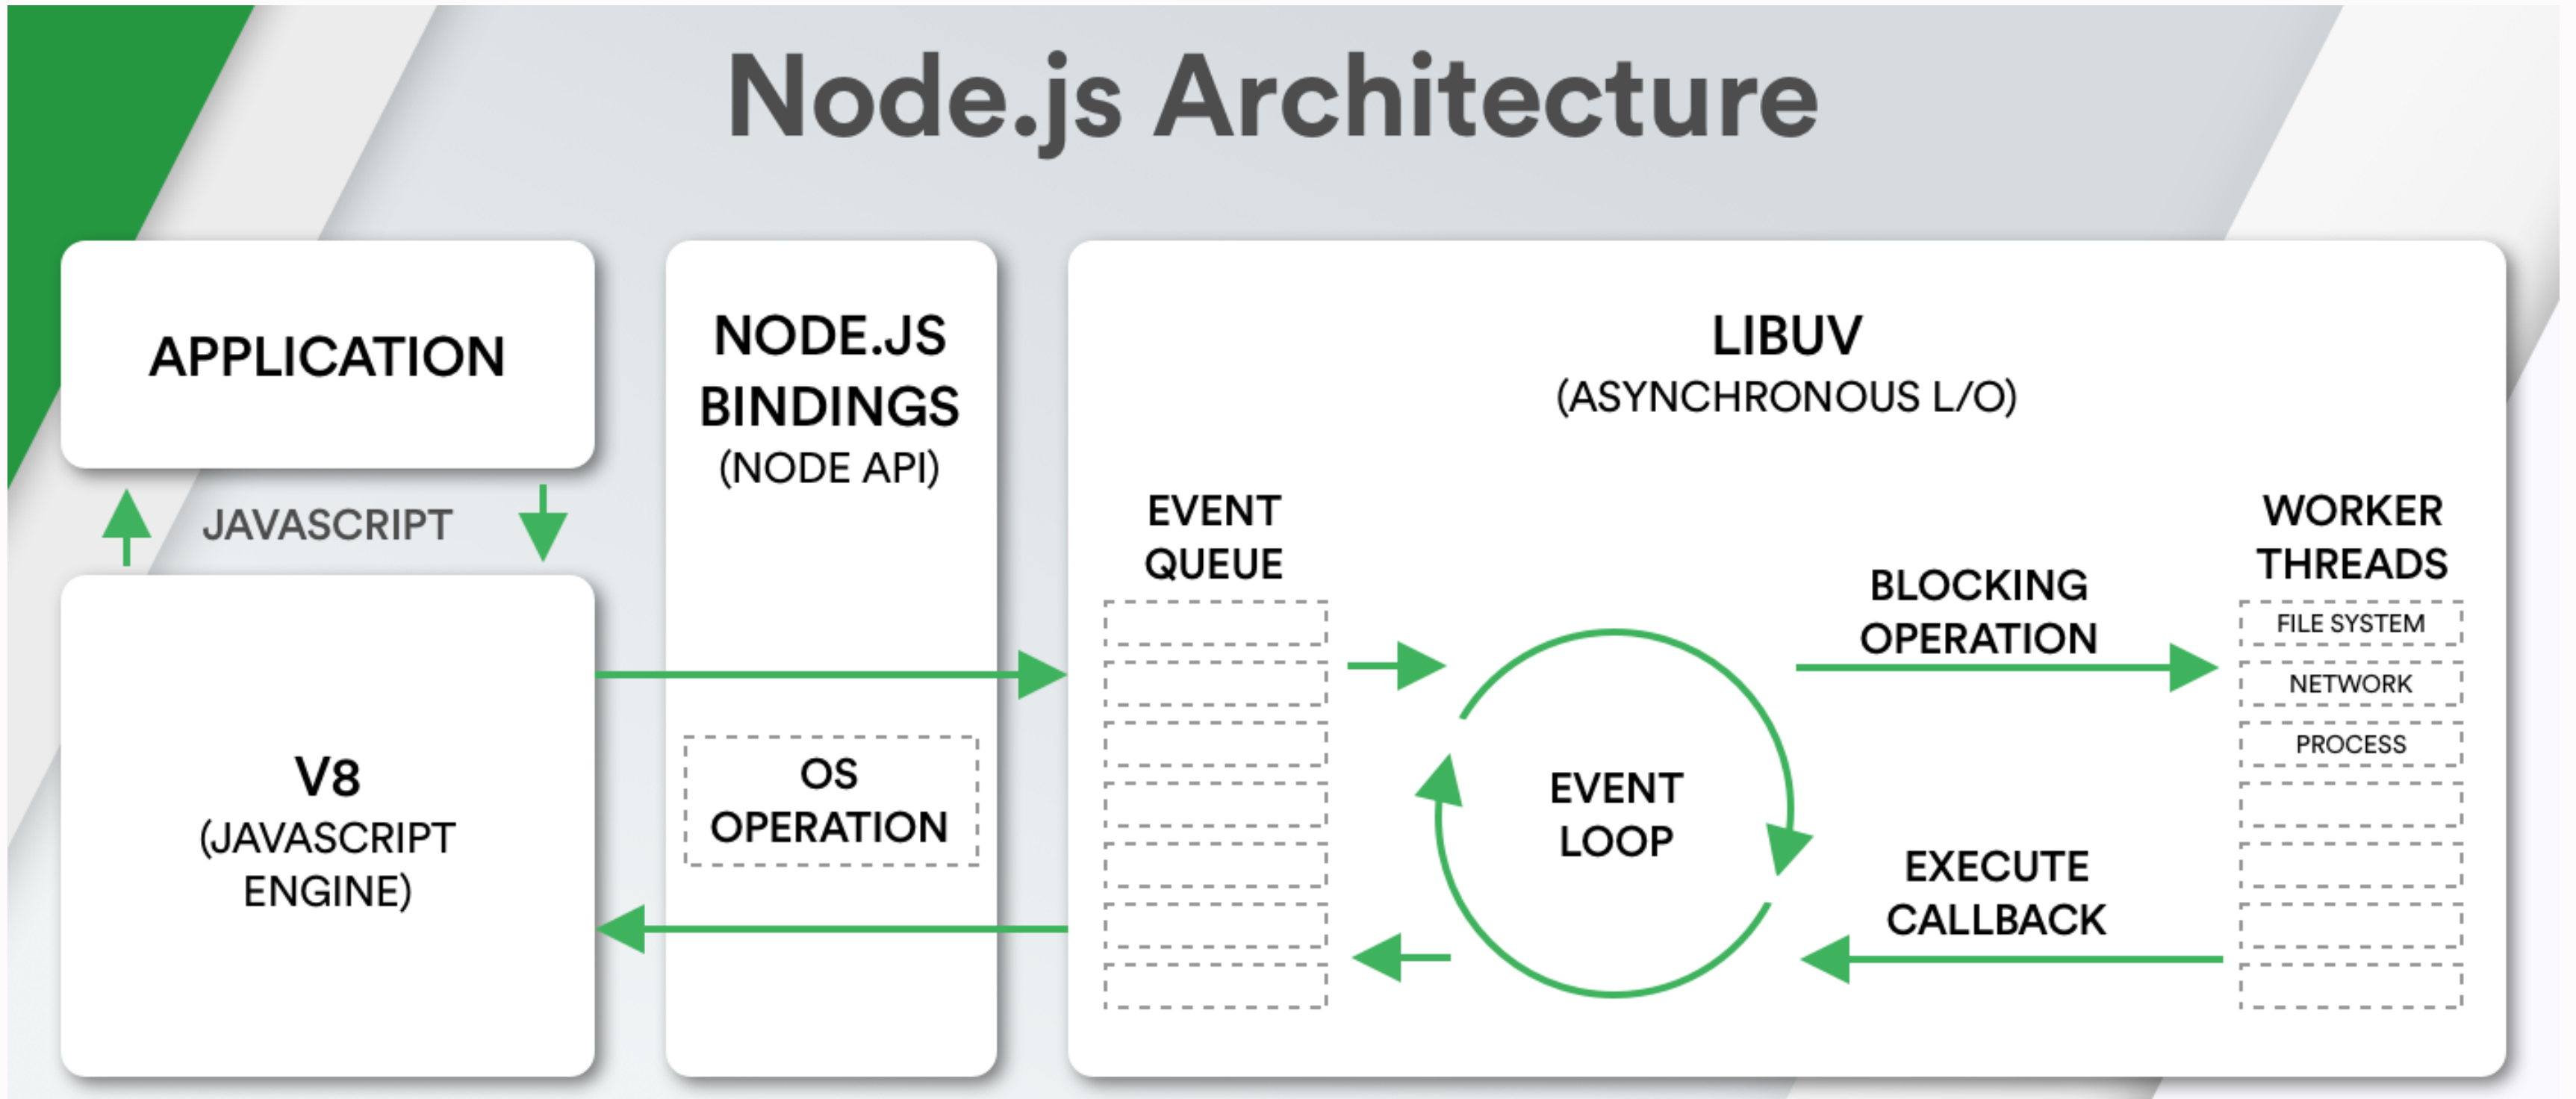 Node.js Architecture
APPLICATION
JAVASCRIPT
V8
(JAVASCRIPT
ENGINE)
NODE.JS
BINDINGS
(NODE API)
OS
OPERATION
LIBUV
(ASYNCHRONOUS L/O)
EVENT
QUEUE
EVENT
LOOP
BLOCKING
OPERATION
EXECUTE
CALLBACK
WORKER
THREADS
FILE SYSTEM
NETWORK
PROCESS